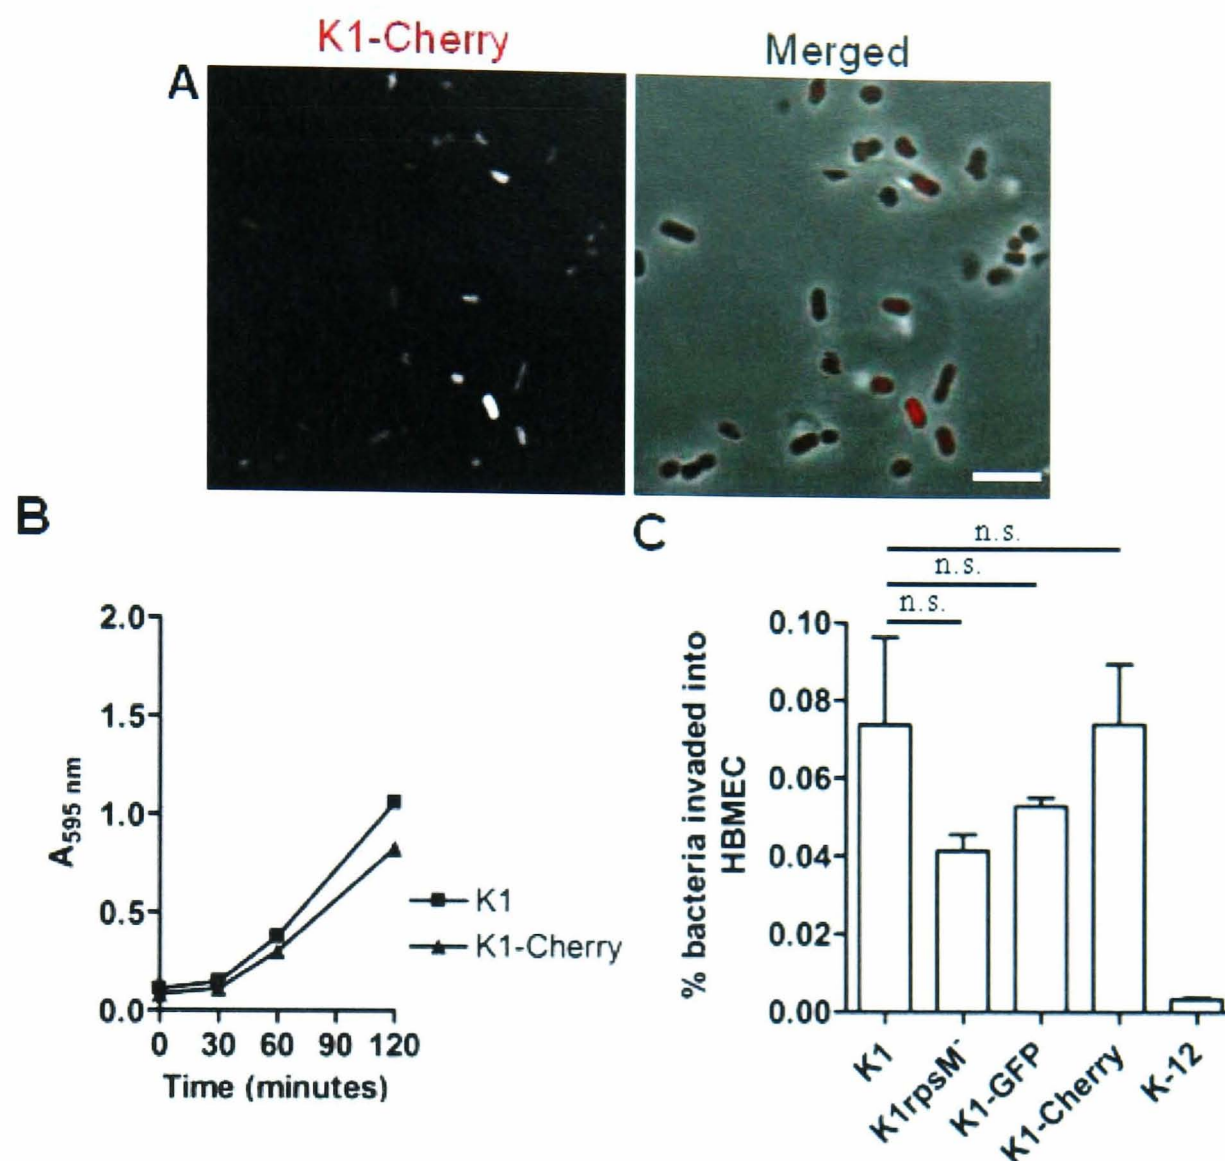 K1-Cherry
Merged
A
B
C
n.s.
n.s.
n.s.
2.0
1.5
1.0
0.5
0.0
A595 nm
0 30 60 90 120
Time (minutes)
K1
K1-Cherry
% bacteria invaded into
HBMEC
0.10
0.08
0.06
0.04
0.02
0.00
K1
K1rpsM-
K1-GFP
K1-Cherry
K-12